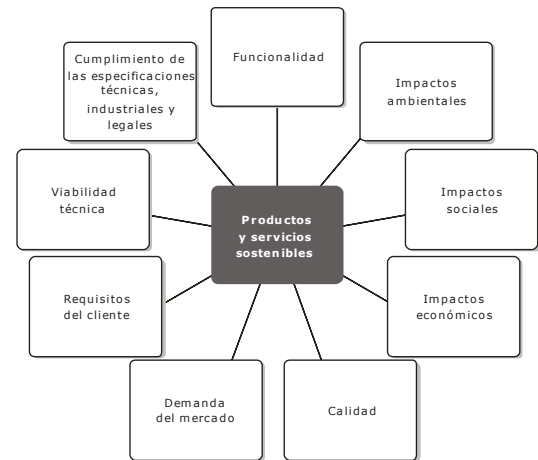 Funcionalidad
Cumplimiento de
las especificaciones
técnicas,
industriales y
legales
Impactos
ambientales
Viabilidad
técnica
Impactos
sociales
Productos
y servicios
sostenibles
Requisitos
del cliente
Impactos
económicos
Demanda
del mercado
Calidad